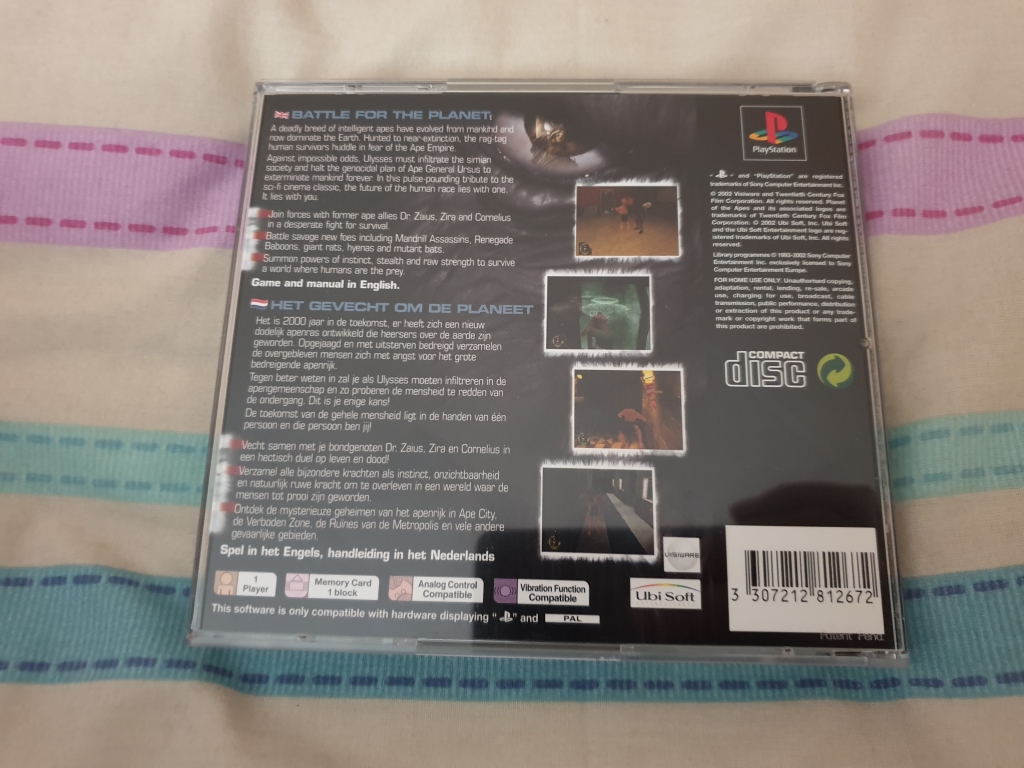 BATTLE FOR THE PLANET
A deadly breed of intelligent apes have evolved from mankind and
now dominate the Earth. Hunted to near-extinction, the rag-tag
human survivors huddle in fear of the Ape Empire.
Against impossible odds, Ulysses must infiltrate the simian
society and halt the genocidal plan of Ape General Ursus to
exterminate mankind forever. In this pulse-pounding tribute to the
sci-fi cinema classic, the future of the human race lies with one.
It lies with you.
Join forces with former ape allies Dr. Zaius, Zira and Cornelius
in a desperate fight for survival.
Battle savage new foes including Mandrill Assassins, Renegade
Baboons, giant rats, hyenas and mutant bats.
Summon powers of instinct, stealth and raw strength to survive
a world where humans are the prey.
Game and manual in English.
HET GEVECHT OM DE PLANEET
Het is 2000 jaar in de toekomst, er heeft zich een nieuw
dodelijk apenras ontwikkeld die heersers over de aarde zijn
geworden. Opgejaagd en met uitsterven bedreigd verzamelen
de overgebleven mensen zich met angst voor het grote
bedreigende apenrijk.
Tegen beter weten in zal je als Ulysses moeten infiltreren in de
apengemeenschap en zo proberen de mensheid te redden van
de ondergang. Dit is je enige kans!
De toekomst van de gehele mensheid ligt in de handen van één
persoon en die persoon ben jij!
Vecht samen met je bondgenoten Dr. Zaius, Zira en Cornelius in
een hectisch duel op leven en dood!
Verzamel alle bijzondere krachten als instinct, onzichtbaarheid
en natuurlijk ruwe kracht om te overleven in een wereld waar de
mensen tot prooi zijn geworden.
Ontdek de mysterieuze geheimen van het apenrijk in Ape City,
de Verboden Zone, de Ruïnes van de Metropolis en vele andere
gevaarlijke gebieden.
Spel in het Engels, handleiding in het Nederlands
1
Player
Memory Card
1 block
Analog Control
Compatible
Vibration Function
Compatible
This software is only compatible with hardware displaying " " and PAL
PlayStation
" " and "PlayStation" are registered
trademarks of Sony Computer Entertainment Inc.
© 2002 Visiware and Twentieth Century Fox
Film Corporation. All rights reserved. Planet
of the Apes and its associated logos are
trademarks of Twentieth Century Fox Film
Corporation. © 2002 Ubi Soft, Inc. Ubi Soft
and the Ubi Soft Entertainment logo are reg-
istered trademarks of Ubi Soft, Inc. All rights
reserved.
Library programmes © 1993-2002 Sony Computer
Entertainment Inc. exclusively licensed to Sony
Computer Entertainment Europe.
FOR HOME USE ONLY. Unauthorised copying,
adaptation, rental, lending, re-sale, arcade
use, charging for use, broadcast, cable
transmission, public performance, distribution
or extraction of this product or any trade-
mark or copyright work that forms part of
this product are prohibited.
COMPACT
disc
VISIWARE
Ubi Soft
3 307212 812672
Patent Pend.